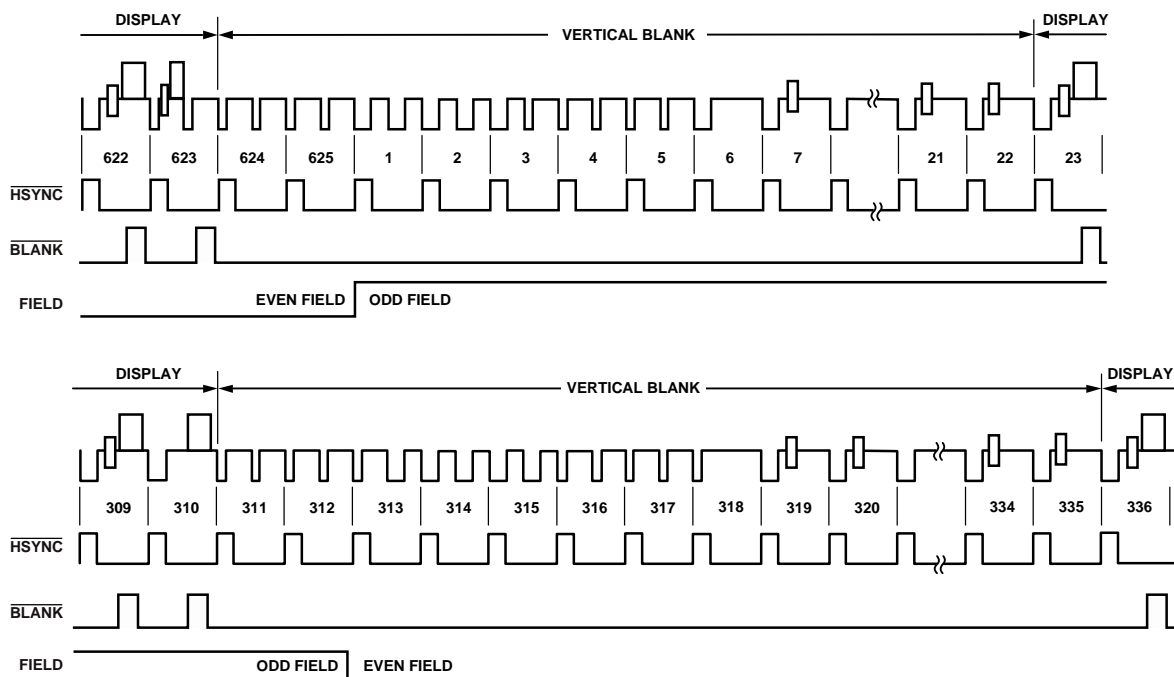 DISPLAY VERTICAL BLANK DISPLAY
622 623 624 625 1 2 3 4 5 6 7 21 22 23
HSYNC
BLANK
FIELD EVEN FIELD ODD FIELD
DISPLAY VERTICAL BLANK DISPLAY
309 310 311 312 313 314 315 316 317 318 319 320 334 335 336
HSYNC
BLANK
FIELD ODD FIELD EVEN FIELD